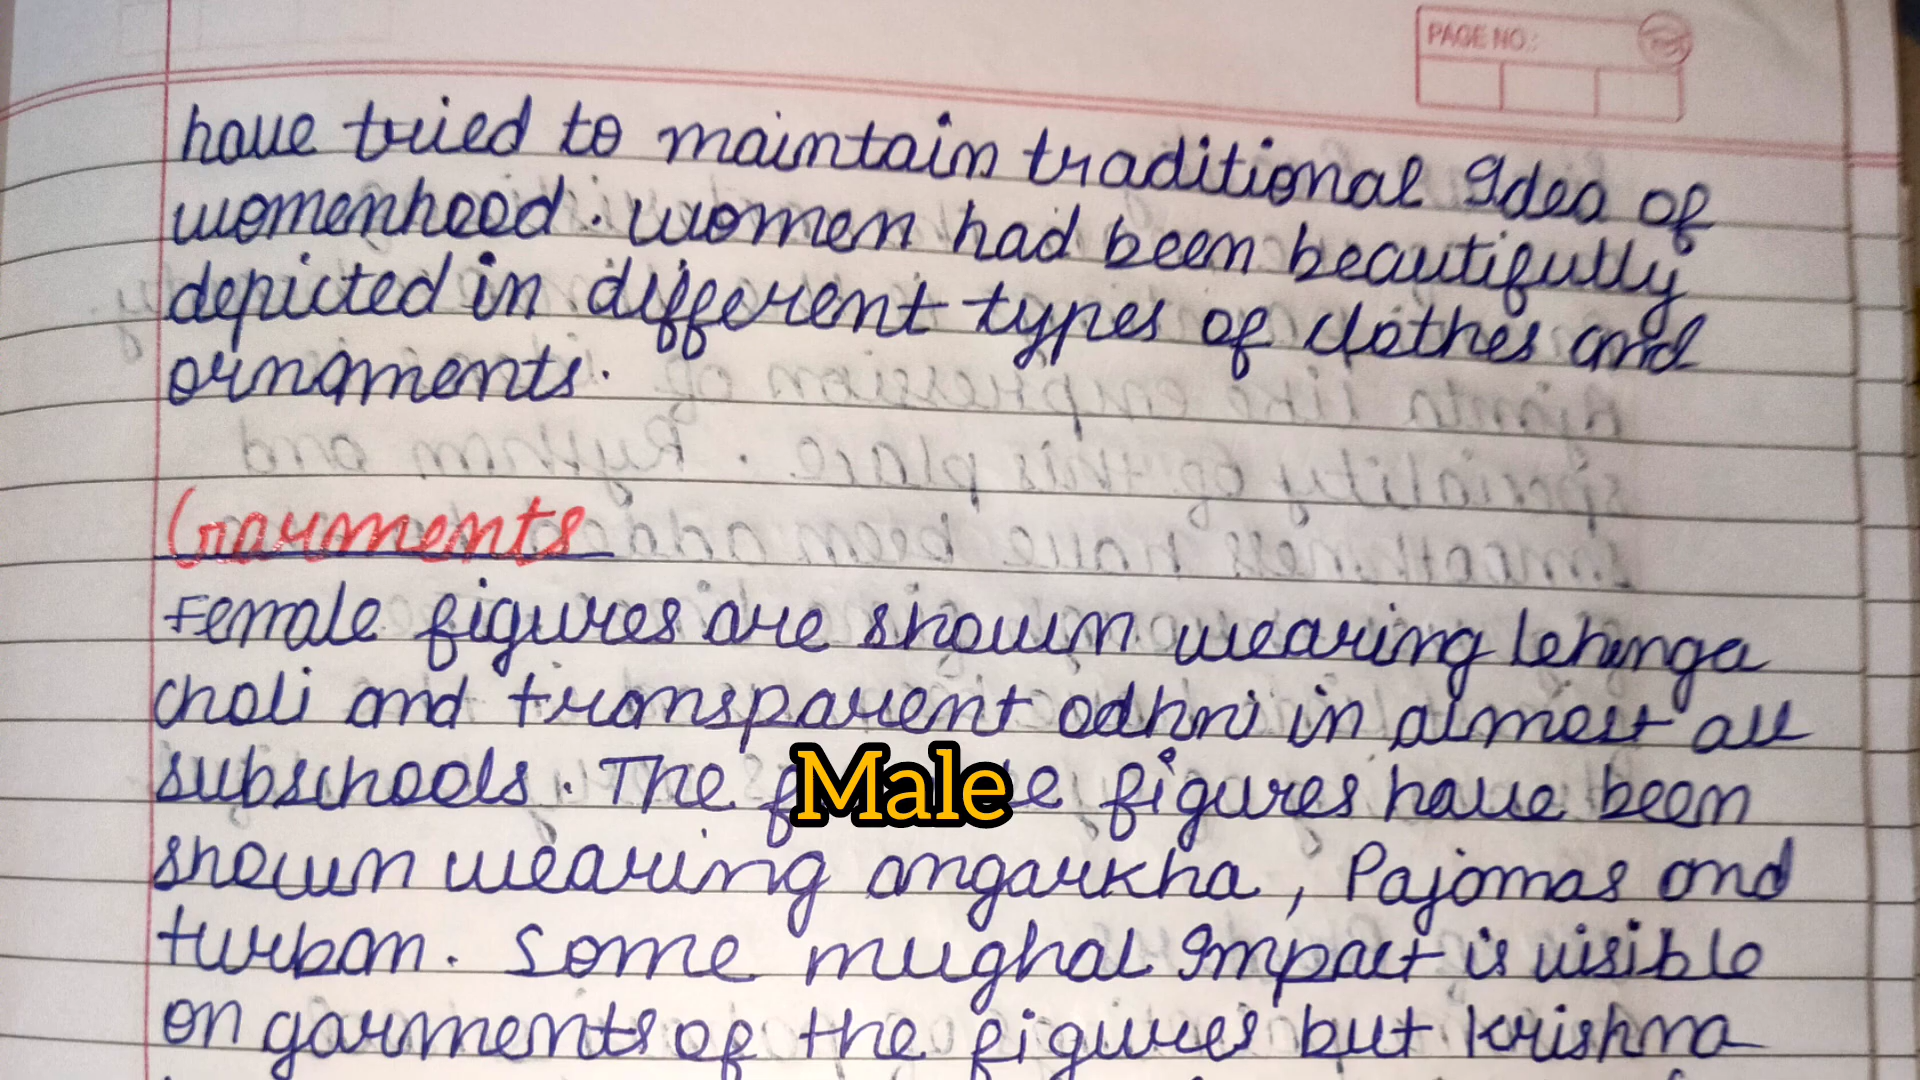 PAGE NO.:
have tried to maintain traditional Idea of
womenhood. women had been beautifully
depicted in different types of clothes and
ornaments.
Garments
Female figures are shown wearing lehenga
choli and transparent odhni in almost all
subschools. The Male figures have been
shown wearing angarkha, Pajamas and
turban. Some mughal Impact is visible
on garments of the figures but Krishna